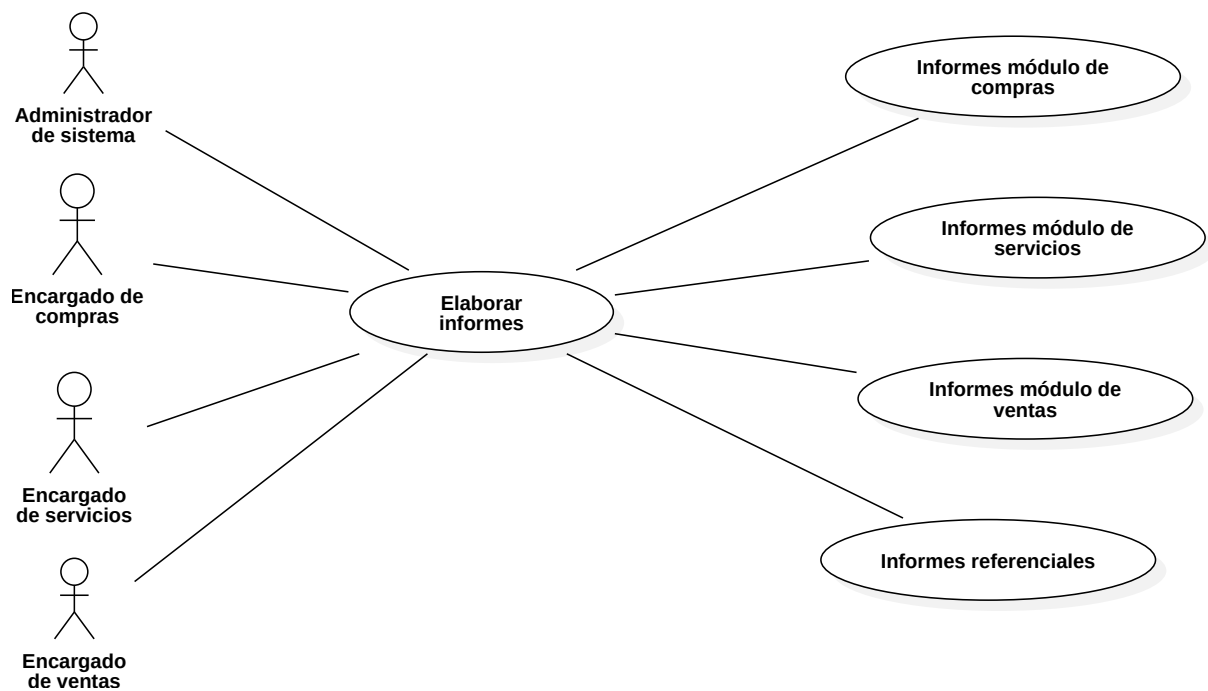 Administrador
de sistema
Encargado de
compras
Encargado
de servicios
Encargado
de ventas
Elaborar
informes
Informes módulo de
compras
Informes módulo de
servicios
Informes módulo de
ventas
Informes referenciales